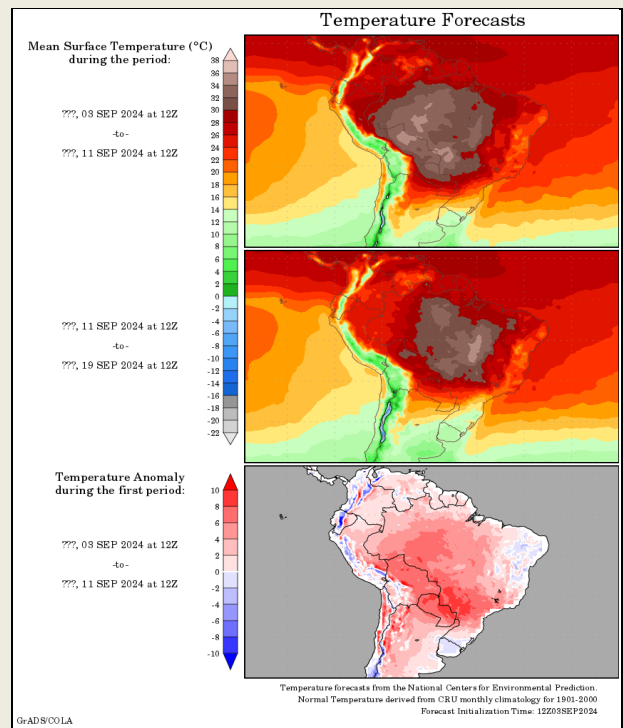 Temperature Forecasts
Mean Surface Temperature (°C)
during the period:
???, 03 SEP 2024 at 12Z
-to-
???, 11 SEP 2024 at 12Z
38
36
34
32
30
28
26
24
22
20
18
16
14
12
10
8
6
4
2
0
-2
-4
-6
-8
-10
-12
-14
-16
-18
-20
-22
???, 11 SEP 2024 at 12Z
-to-
???, 19 SEP 2024 at 12Z
Temperature Anomaly
during the first period:
???, 03 SEP 2024 at 12Z
-to-
???, 11 SEP 2024 at 12Z
10
8
6
4
2
0
-2
-4
-6
-8
-10
Temperature forecasts from the National Centers for Environmental Prediction.
Normal Temperature derived from CRU monthly climatology for 1901-2000
Forecast Initialization Time: 12Z03SEP2024
GrADS/COLA